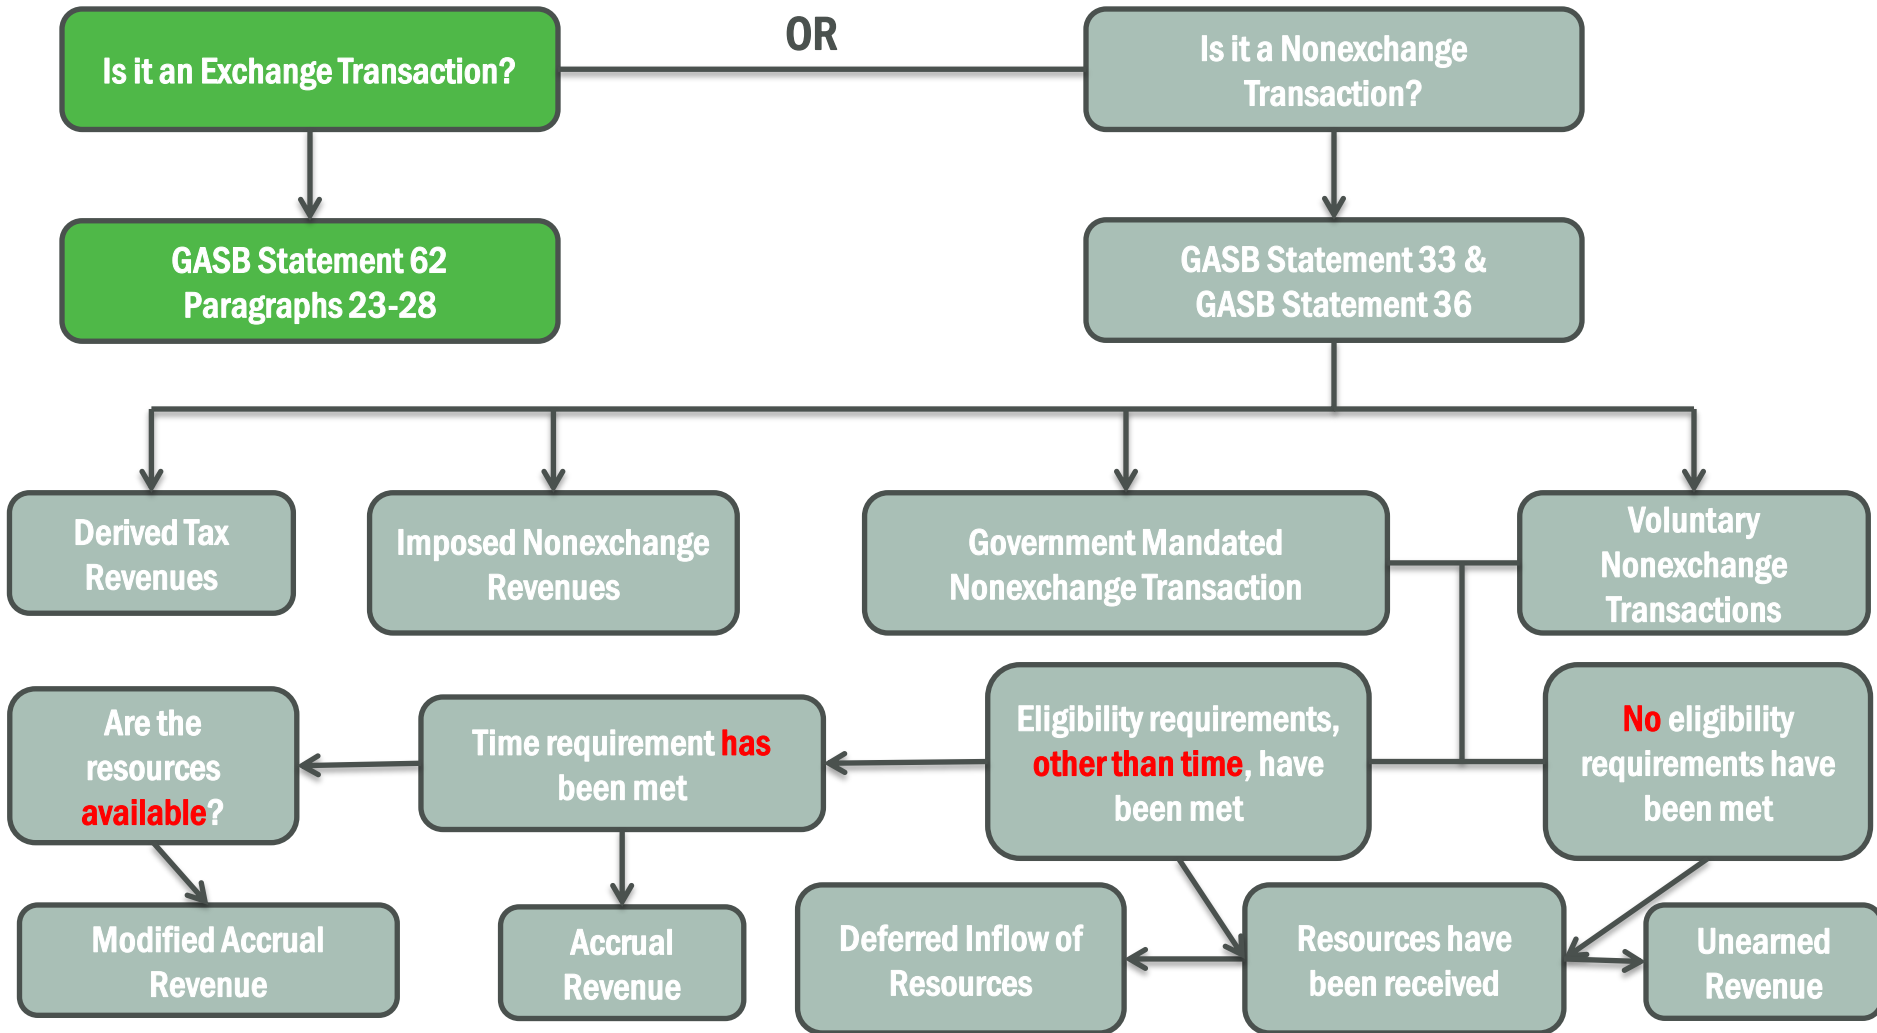 Is it an Exchange Transaction?
OR
Is it a Nonexchange
Transaction?
GASB Statement 62
Paragraphs 23-28
GASB Statement 33 &
GASB Statement 36
Derived Tax
Revenues
Imposed Nonexchange
Revenues
Government Mandated
Nonexchange Transaction
Voluntary
Nonexchange
Transactions
Are the
resources
available?
Time requirement has
been met
Eligibility requirements,
other than time, have
been met
No eligibility
requirements have
been met
Modified Accrual
Revenue
Accrual
Revenue
Deferred Inflow of
Resources
Resources have
been received
Unearned
Revenue